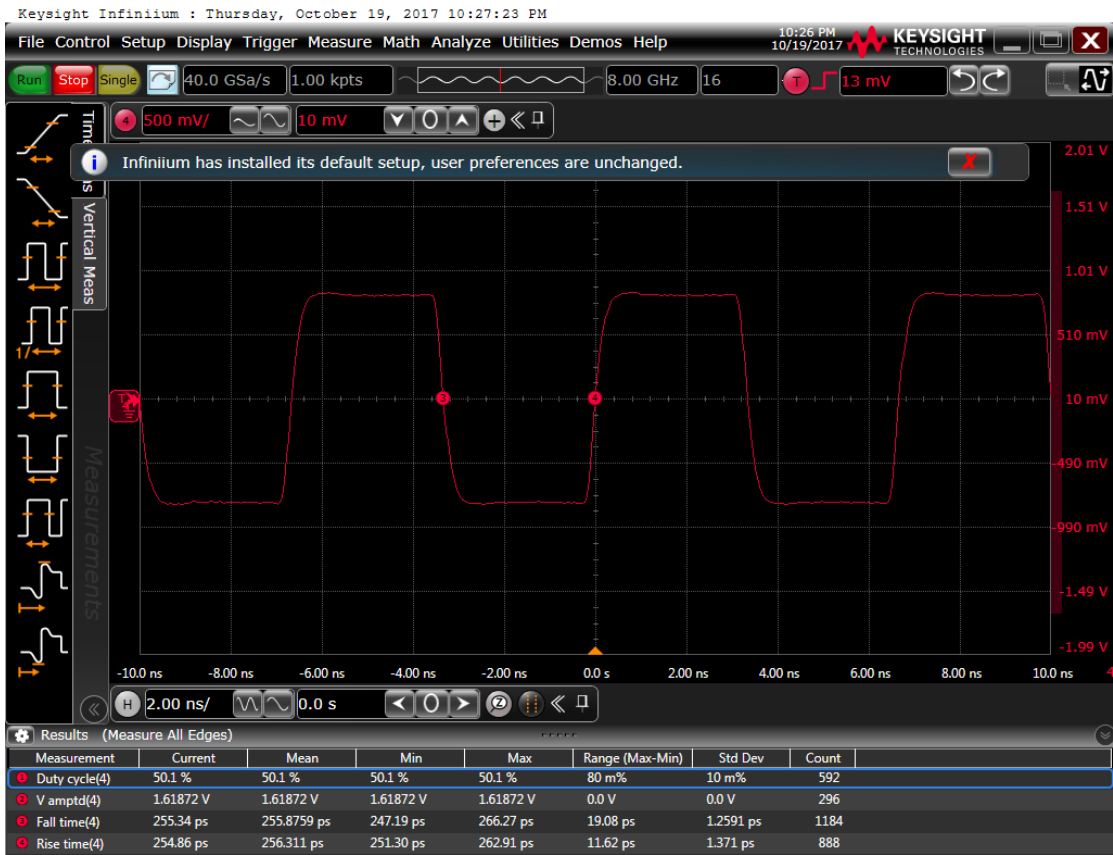 Keysight Infiniium : Thursday, October 19, 2017 10:27:23 PM
File Control Setup Display Trigger Measure Math Analyze Utilities Demos Help
10:26 PM
10/19/2017
KEYSIGHT
TECHNOLOGIES
Run Stop Single 40.0 GSa/s 1.00 kpts 8.00 GHz 16 T 13 mV
4 500 mV/ 10 mV
Infiniium has installed its default setup, user preferences are unchanged.
Vertical Meas
Measurements
1/
2.01 V
1.51 V
1.01 V
510 mV
10 mV
-490 mV
-990 mV
-1.49 V
-1.99 V
T
3
4
-10.0 ns -8.00 ns -6.00 ns -4.00 ns -2.00 ns 0.0 s 2.00 ns 4.00 ns 6.00 ns 8.00 ns 10.0 ns
H 2.00 ns/ 0.0 s
Results (Measure All Edges)
Measurement Current Mean Min Max Range (Max-Min) Std Dev Count
1 Duty cycle(4) 50.1 % 50.1 % 50.1 % 50.1 % 80 m% 10 m% 592
2 V amptd(4) 1.61872 V 1.61872 V 1.61872 V 1.61872 V 0.0 V 0.0 V 296
3 Fall time(4) 255.34 ps 255.8759 ps 247.19 ps 266.27 ps 19.08 ps 1.2591 ps 1184
4 Rise time(4) 254.86 ps 256.311 ps 251.30 ps 262.91 ps 11.62 ps 1.371 ps 888